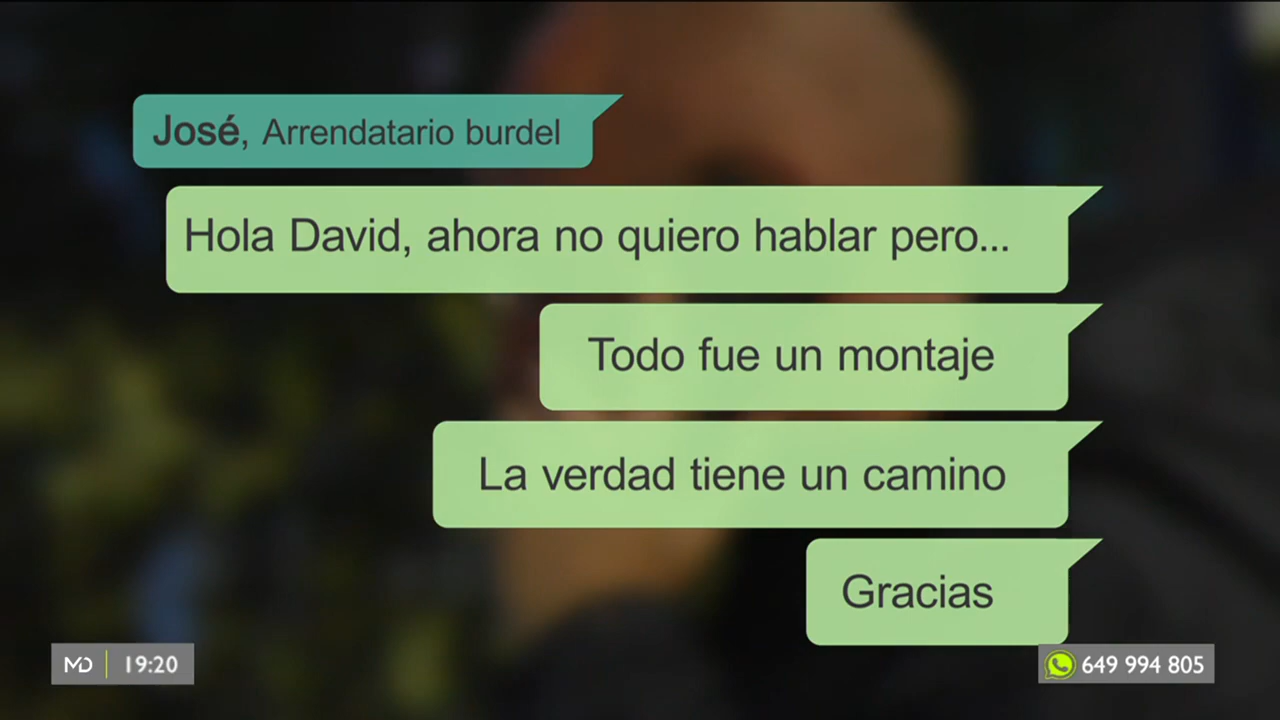 José, Arrendatario burdel
Hola David, ahora no quiero hablar pero...
Todo fue un montaje
La verdad tiene un camino
Gracias
MD 19:20
649 994 805